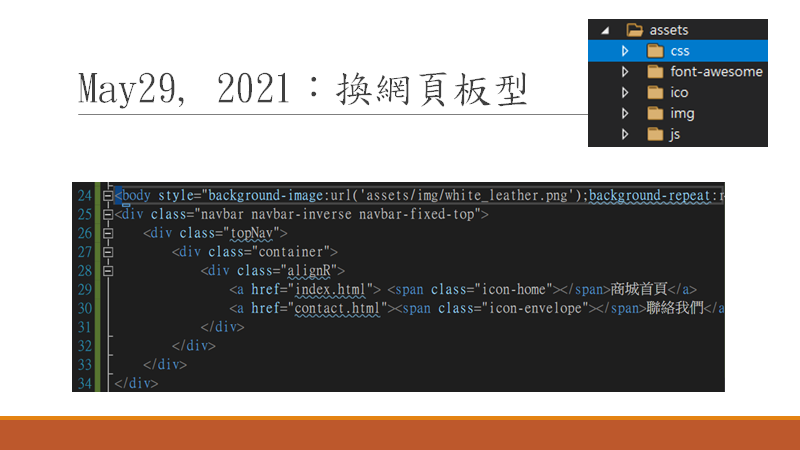 May29, 2021：換網頁板型
assets
css
font-awesome
ico
img
js
24 <body style="background-image:url('assets/img/white_leather.png');background-repeat:r
25 <div class="navbar navbar-inverse navbar-fixed-top">
26 <div class="topNav">
27 <div class="container">
28 <div class="alignR">
29 <a href="index.html"> <span class="icon-home"></span>商城首頁</a>
30 <a href="contact.html"><span class="icon-envelope"></span>聯絡我們</a
31 </div>
32 </div>
33 </div>
34 </div>